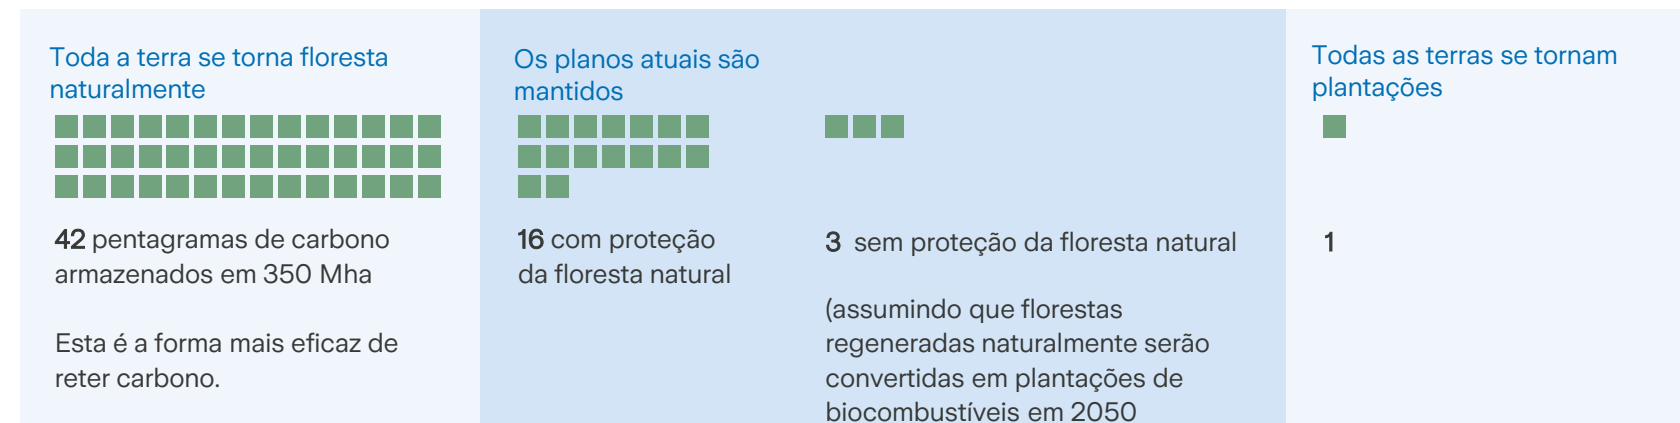 Toda a terra se torna floresta
naturalmente
42 pentagramas de carbono
armazenados em 350 Mha
Esta é a forma mais eficaz de
reter carbono.
Os planos atuais são
mantidos
16 com proteção
da floresta natural
3 sem proteção da floresta natural
(assumindo que florestas
regeneradas naturalmente serão
convertidas em plantações de
biocombustíveis em 2050
Todas as terras se tornam
plantações
1